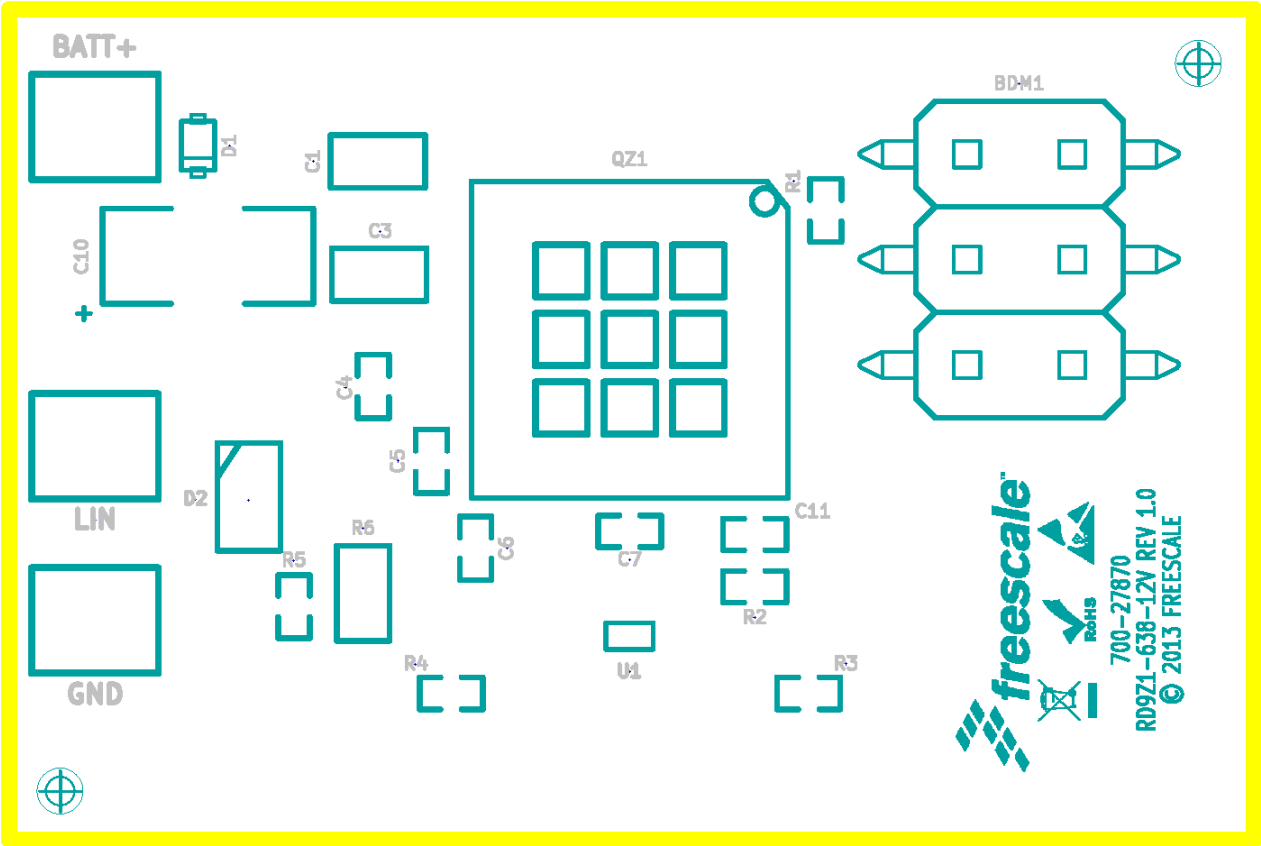 BATT+
BDM1
D1
C1
QZ1
R1
C3
C10
+
C4
C5
D2
LIN
R6
C6
C7
C11
R5
R2
R4
U1
R3
GND
freescale™
RoHS
700-27870
RD9Z1-638-12V REV 1.0
© 2013 FREESCALE